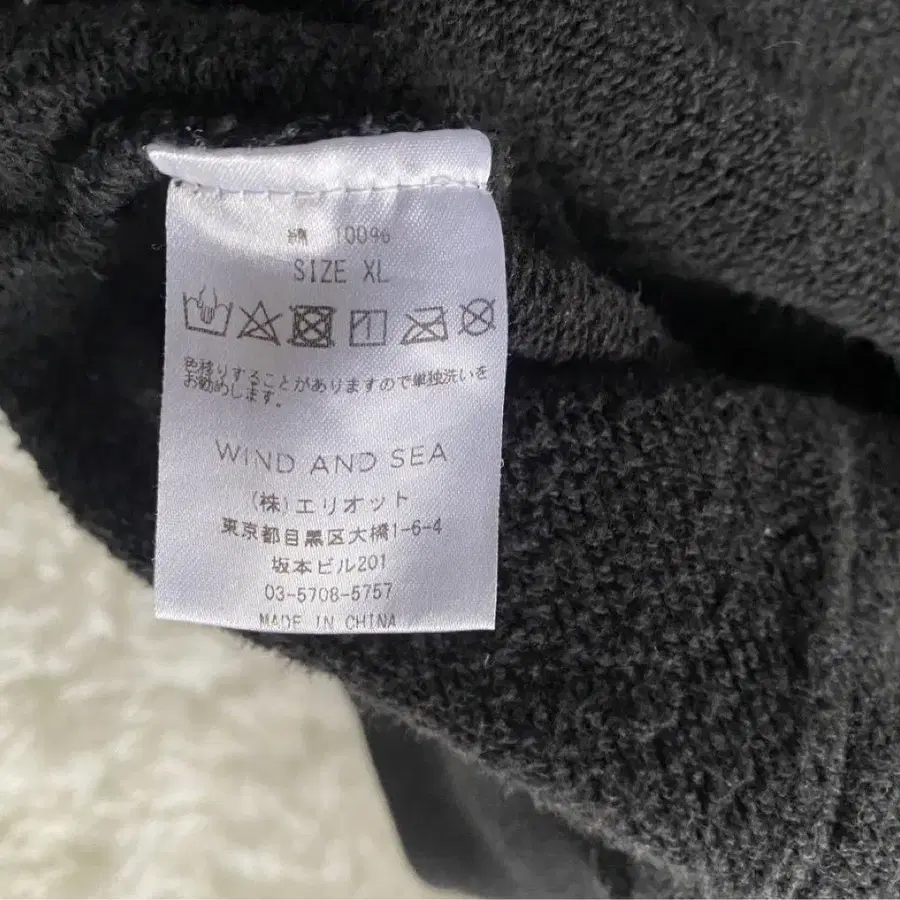 綿 100%
SIZE XL
色移りすることがありますので単独洗いを
お勧めします。
WIND AND SEA
(株)エリオット
東京都目黒区大橋1-6-4
坂本ビル201
03-5708-5757
MADE IN CHINA